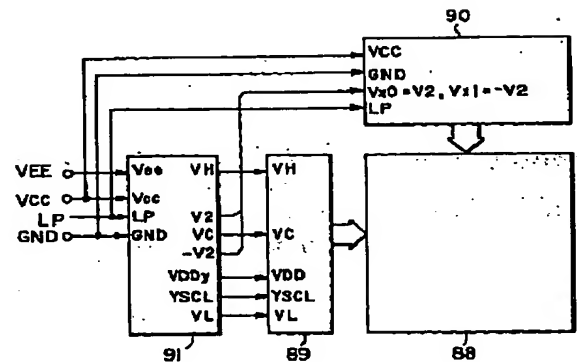 90
VCC
GND
Vx0=V2, Vx1=-V2
LP
VEE
VCC
LP
GND
Vee
Vcc
LP
GND
VH
V2
VC
-V2
VDDy
YSCL
VL
VH
VC
VDD
YSCL
VL
91
89
88